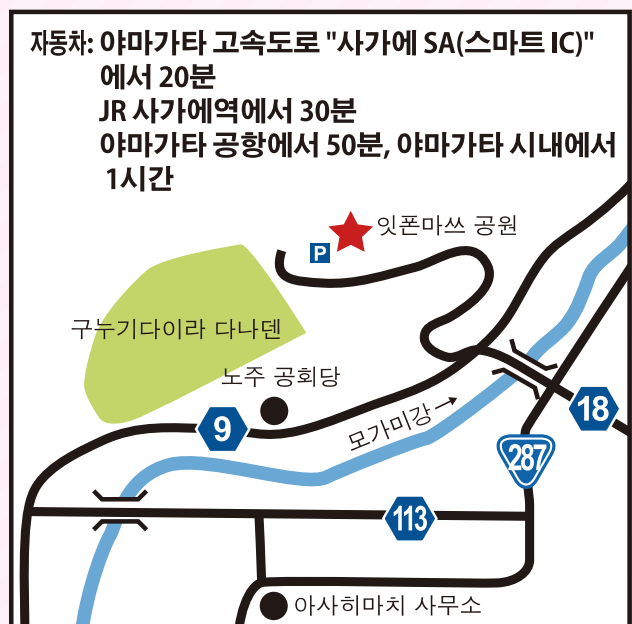 자동차: 야마가타 고속도로 "사가에 SA(스마트 IC)"
에서 20분
JR 사가에역에서 30분
야마가타 공항에서 50분, 야마가타 시내에서
1시간
잇폰마쓰 공원
P
구누기다이라 다나덴
노주 공회당
9
모가미강
18
287
113
아사히마치 사무소